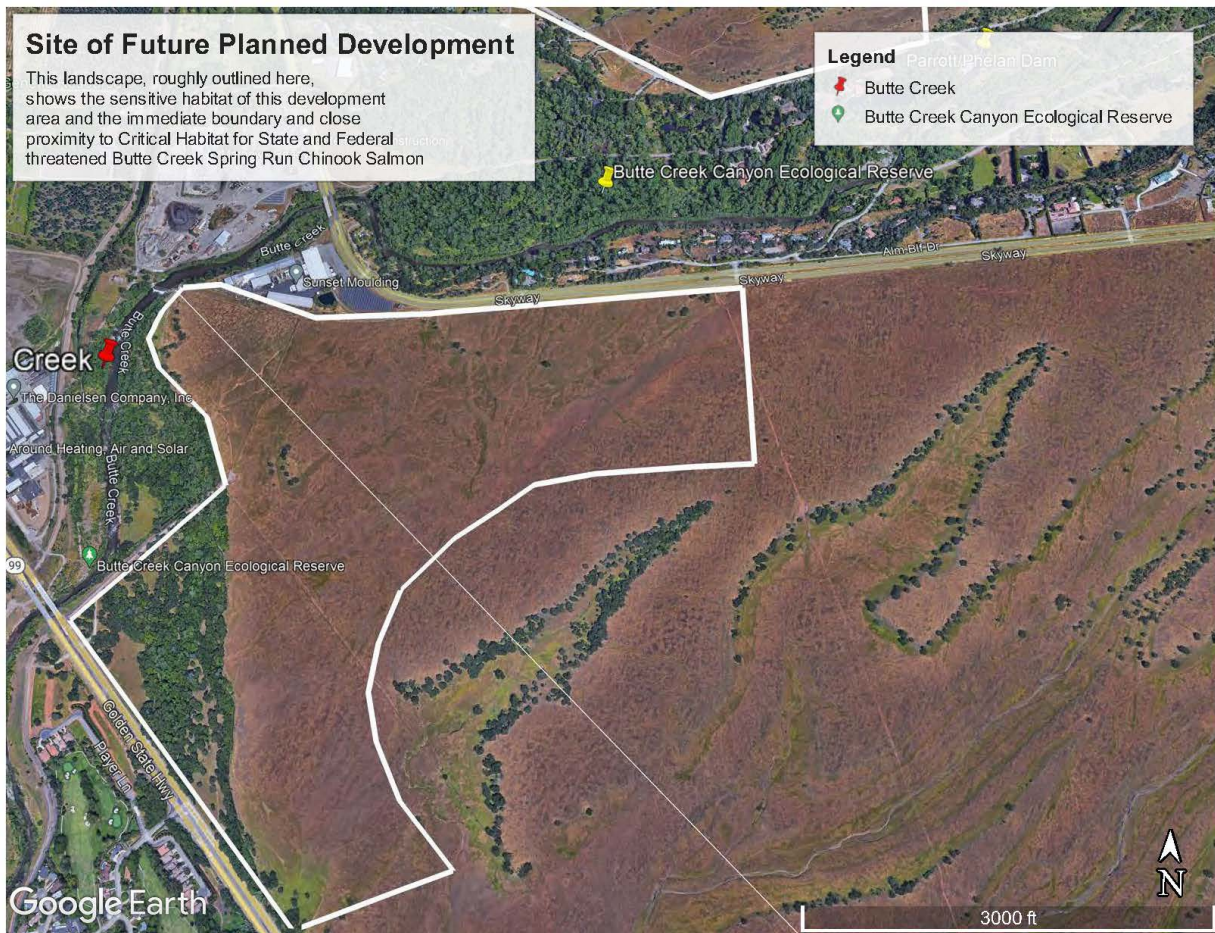 Site of Future Planned Development
This landscape, roughly outlined here,
shows the sensitive habitat of this development
area and the immediate boundary and close
proximity to Critical Habitat for State and Federal
threatened Butte Creek Spring Run Chinook Salmon
Legend
Butte Creek
Butte Creek Canyon Ecological Reserve
Parrott/Phelan Dam
Butte Creek Canyon Ecological Reserve
Butte Creek
Alm-Blf-Dr
Skyway
Skyway
Skyway
Sunset Moulding
Butte Creek
Creek
The Danielsen Company, Inc
Around Heating, Air and Solar
Butte Creek
99
Butte Creek Canyon Ecological Reserve
Golden State Hwy
Player Ln
Google Earth
N
3000 ft